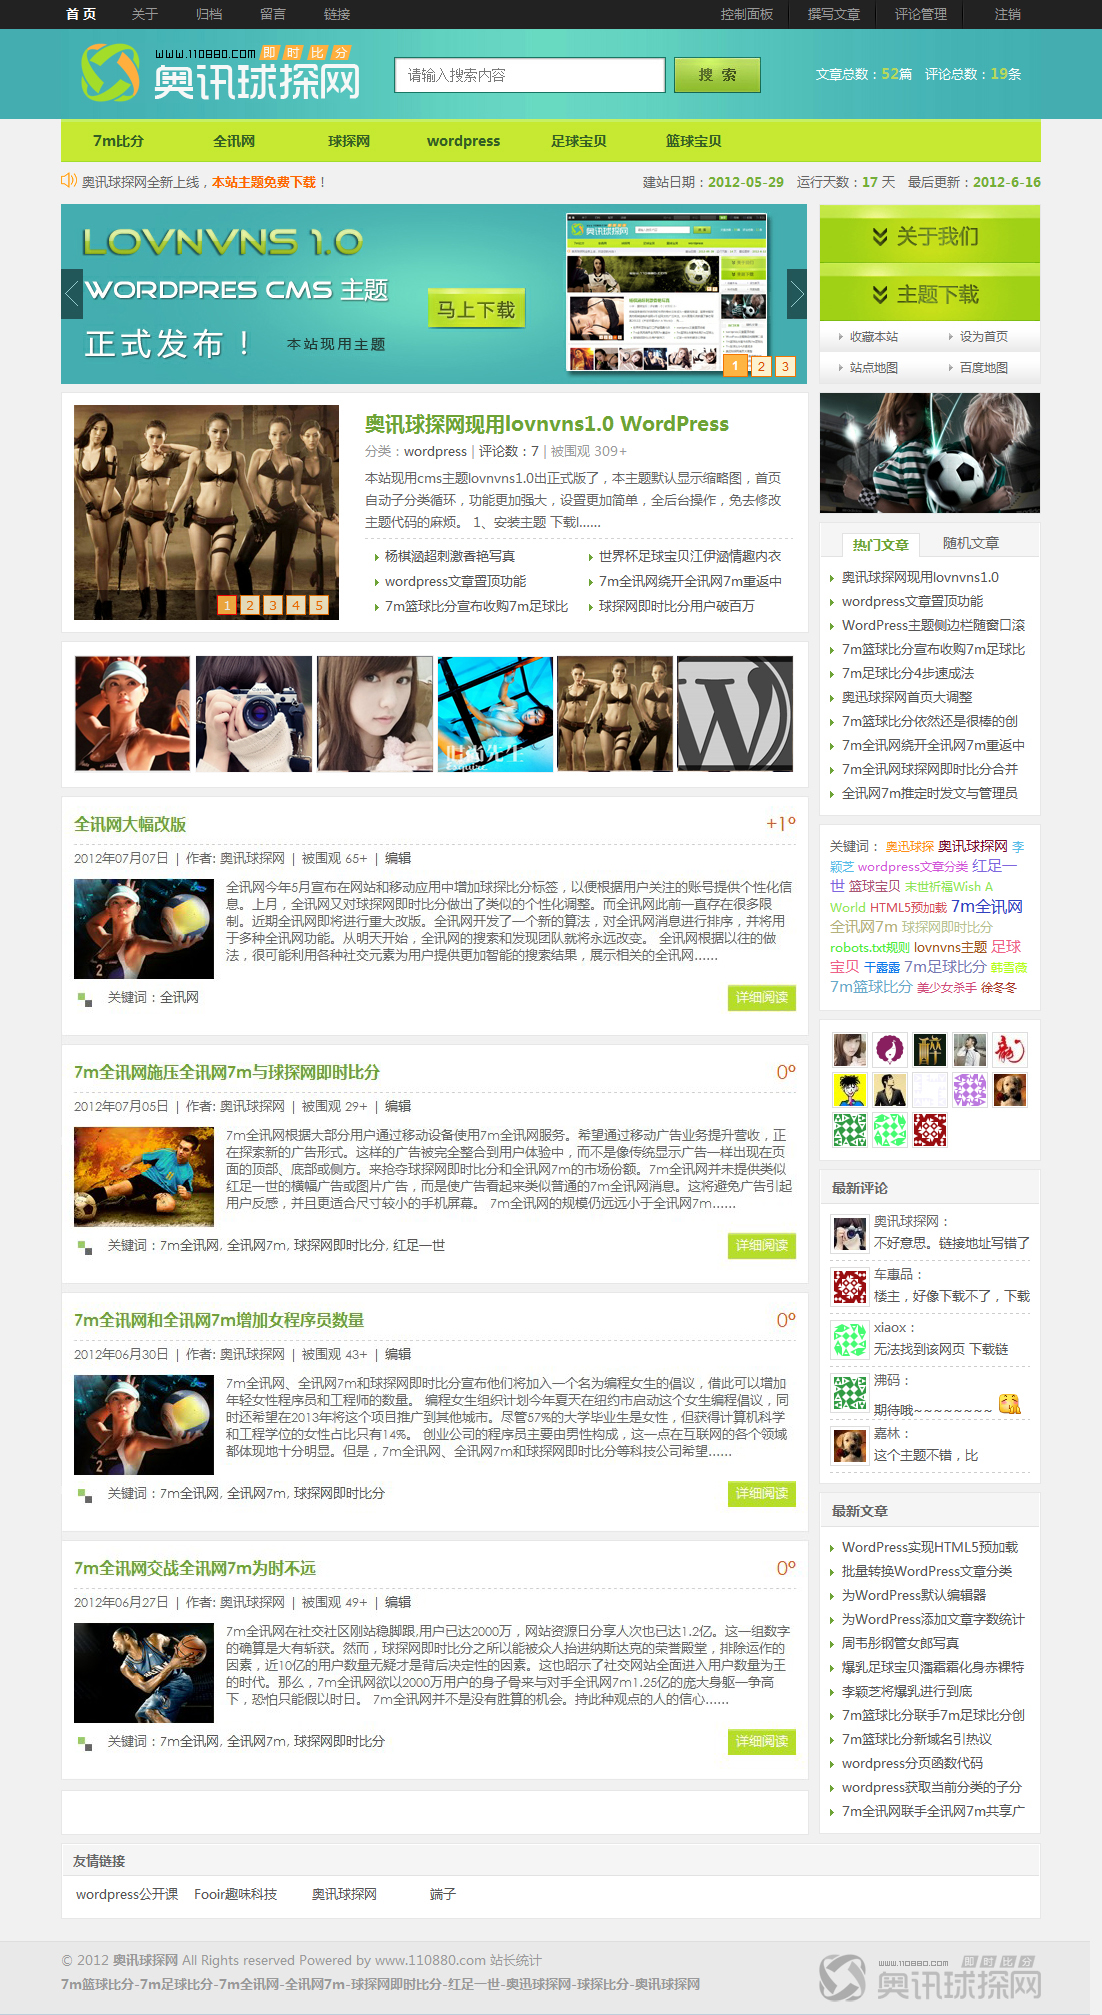 首 页 关于 归档 留言 链接 控制面板 撰写文章 评论管理 注销
www.110880.com 即时比分
奥讯球探网
请输入搜索内容 搜 索 文章总数：52篇 评论总数：19条
7m比分 全讯网 球探网 wordpress 足球宝贝 篮球宝贝
奥讯球探网全新上线，本站主题免费下载！ 建站日期：2012-05-29 运行天数：17 天 最后更新：2012-6-16
LOVNVNS 1.0
WORDPRES CMS 主题
马上下载
正式发布！ 本站现用主题
1 2 3
关于我们
主题下载
收藏本站 设为首页
站点地图 百度地图
1 2 3 4 5
奥讯球探网现用lovnvns1.0 WordPress
分类：wordpress | 评论数：7 | 被围观 309+
本站现用cms主题lovnvns1.0出正式版了，本主题默认显示缩略图，首页
自动子分类循环，功能更加强大，设置更加简单，全后台操作，免去修改
主题代码的麻烦。 1、安装主题 下载l......
杨棋涵超刺激香艳写真 世界杯足球宝贝江伊涵情趣内衣
wordpress文章置顶功能 7m全讯网绕开全讯网7m重返中
7m篮球比分宣布收购7m足球比 球探网即时比分用户破百万
热门文章 随机文章
奥讯球探网现用lovnvns1.0
wordpress文章置顶功能
WordPress主题侧边栏随窗口滚
7m篮球比分宣布收购7m足球比
7m足球比分4步速成法
奥迅球探网首页大调整
7m篮球比分依然还是很棒的创
7m全讯网绕开全讯网7m重返中
7m全讯网球探网即时比分合并
全讯网7m推定时发文与管理员
时尚先生
Esquire
全讯网大幅改版 +1°
2012年07月07日 | 作者: 奥讯球探网 | 被围观 65+ | 编辑
全讯网今年5月宣布在网站和移动应用中增加球探比分标签，以便根据用户关注的账号提供个性化信
息。上月，全讯网又对球探网即时比分做出了类似的个性化调整。而全讯网此前一直存在很多限
制。近期全讯网即将进行重大改版。全讯网开发了一个新的算法，对全讯网消息进行排序，并将用
于多种全讯网功能。从明天开始，全讯网的搜索和发现团队就将永远改变。 全讯网根据以往的做
法，很可能利用各种社交元素为用户提供更加智能的搜索结果，展示相关的全讯网......
关键词：全讯网 详细阅读
关键词： 奥迅球探 奥讯球探网 李
颖芝 wordpress文章分类 红足一
世 篮球宝贝 末世祈福Wish A
World HTML5预加载 7m全讯网
全讯网7m 球探网即时比分
robots.txt规则 lovnvns主题 足球
宝贝 干露露 7m足球比分 韩雪薇
7m篮球比分 美少女杀手 徐冬冬
7m全讯网施压全讯网7m与球探网即时比分 0°
2012年07月05日 | 作者: 奥讯球探网 | 被围观 29+ | 编辑
7m全讯网根据大部分用户通过移动设备使用7m全讯网服务。希望通过移动广告业务提升营收，正
在探索新的广告形式。这样的广告被完全整合到用户体验中，而不是像传统显示广告一样出现在页
面的顶部、底部或侧方。来抢夺球探网即时比分和全讯网7m的市场份额。7m全讯网并未提供类似
红足一世的横幅广告或图片广告，而是使广告看起来类似普通的7m全讯网消息。这将避免广告引起
用户反感，并且更适合尺寸较小的手机屏幕。 7m全讯网的规模仍远远小于全讯网7m......
关键词：7m全讯网, 全讯网7m, 球探网即时比分, 红足一世 详细阅读
最新评论
奥讯球探网：
不好意思。链接地址写错了
车惠品：
楼主，好像下载不了，下载
xiaox：
无法找到该网页 下载链
沸码：
期待哦~~~~~~~~
嘉林：
这个主题不错，比
7m全讯网和全讯网7m增加女程序员数量 0°
2012年06月30日 | 作者: 奥讯球探网 | 被围观 43+ | 编辑
7m全讯网、全讯网7m和球探网即时比分宣布他们将加入一个名为编程女生的倡议，借此可以增加
年轻女性程序员和工程师的数量。 编程女生组织计划今年夏天在纽约市启动这个女生编程倡议，同
时还希望在2013年将这个项目推广到其他城市。尽管57%的大学毕业生是女性，但获得计算机科学
和工程学位的女性占比只有14%。 创业公司的程序员主要由男性构成，这一点在互联网的各个领域
都体现地十分明显。但是，7m全讯网、全讯网7m和球探网即时比分等科技公司希望......
关键词：7m全讯网, 全讯网7m, 球探网即时比分 详细阅读
最新文章
WordPress实现HTML5预加载
批量转换WordPress文章分类
为WordPress默认编辑器
为WordPress添加文章字数统计
周韦彤钢管女郎写真
爆乳足球宝贝潘霜霜化身赤裸特
李颖芝将爆乳进行到底
7m篮球比分联手7m足球比分创
7m篮球比分新域名引热议
wordpress分页函数代码
wordpress获取当前分类的子分
7m全讯网联手全讯网7m共享广
7m全讯网交战全讯网7m为时不远 0°
2012年06月27日 | 作者: 奥讯球探网 | 被围观 49+ | 编辑
7m全讯网在社交社区刚站稳脚跟,用户已达2000万，网站资源日分享人次也已达1.2亿。这一组数字
的确算是大有斩获。然而，球探网即时比分之所以能被众人抬进纳斯达克的荣誉殿堂，排除运作的
因素，近10亿的用户数量无疑才是背后决定性的因素。这也昭示了社交网站全面进入用户数量为王
的时代。那么，7m全讯网欲以2000万用户的身子骨来与对手全讯网7m1.25亿的庞大身躯一争高
下，恐怕只能假以时日。 7m全讯网并不是没有胜算的机会。持此种观点的人的信心......
关键词：7m全讯网, 全讯网7m, 球探网即时比分 详细阅读
友情链接
wordpress公开课 Fooir趣味科技 奥讯球探网 端子
© 2012 奥讯球探网 All Rights reserved Powered by www.110880.com 站长统计
7m篮球比分-7m足球比分-7m全讯网-全讯网7m-球探网即时比分-红足一世-奥迅球探网-球探比分-奥讯球探网
www.110880.com 即时比分
奥讯球探网